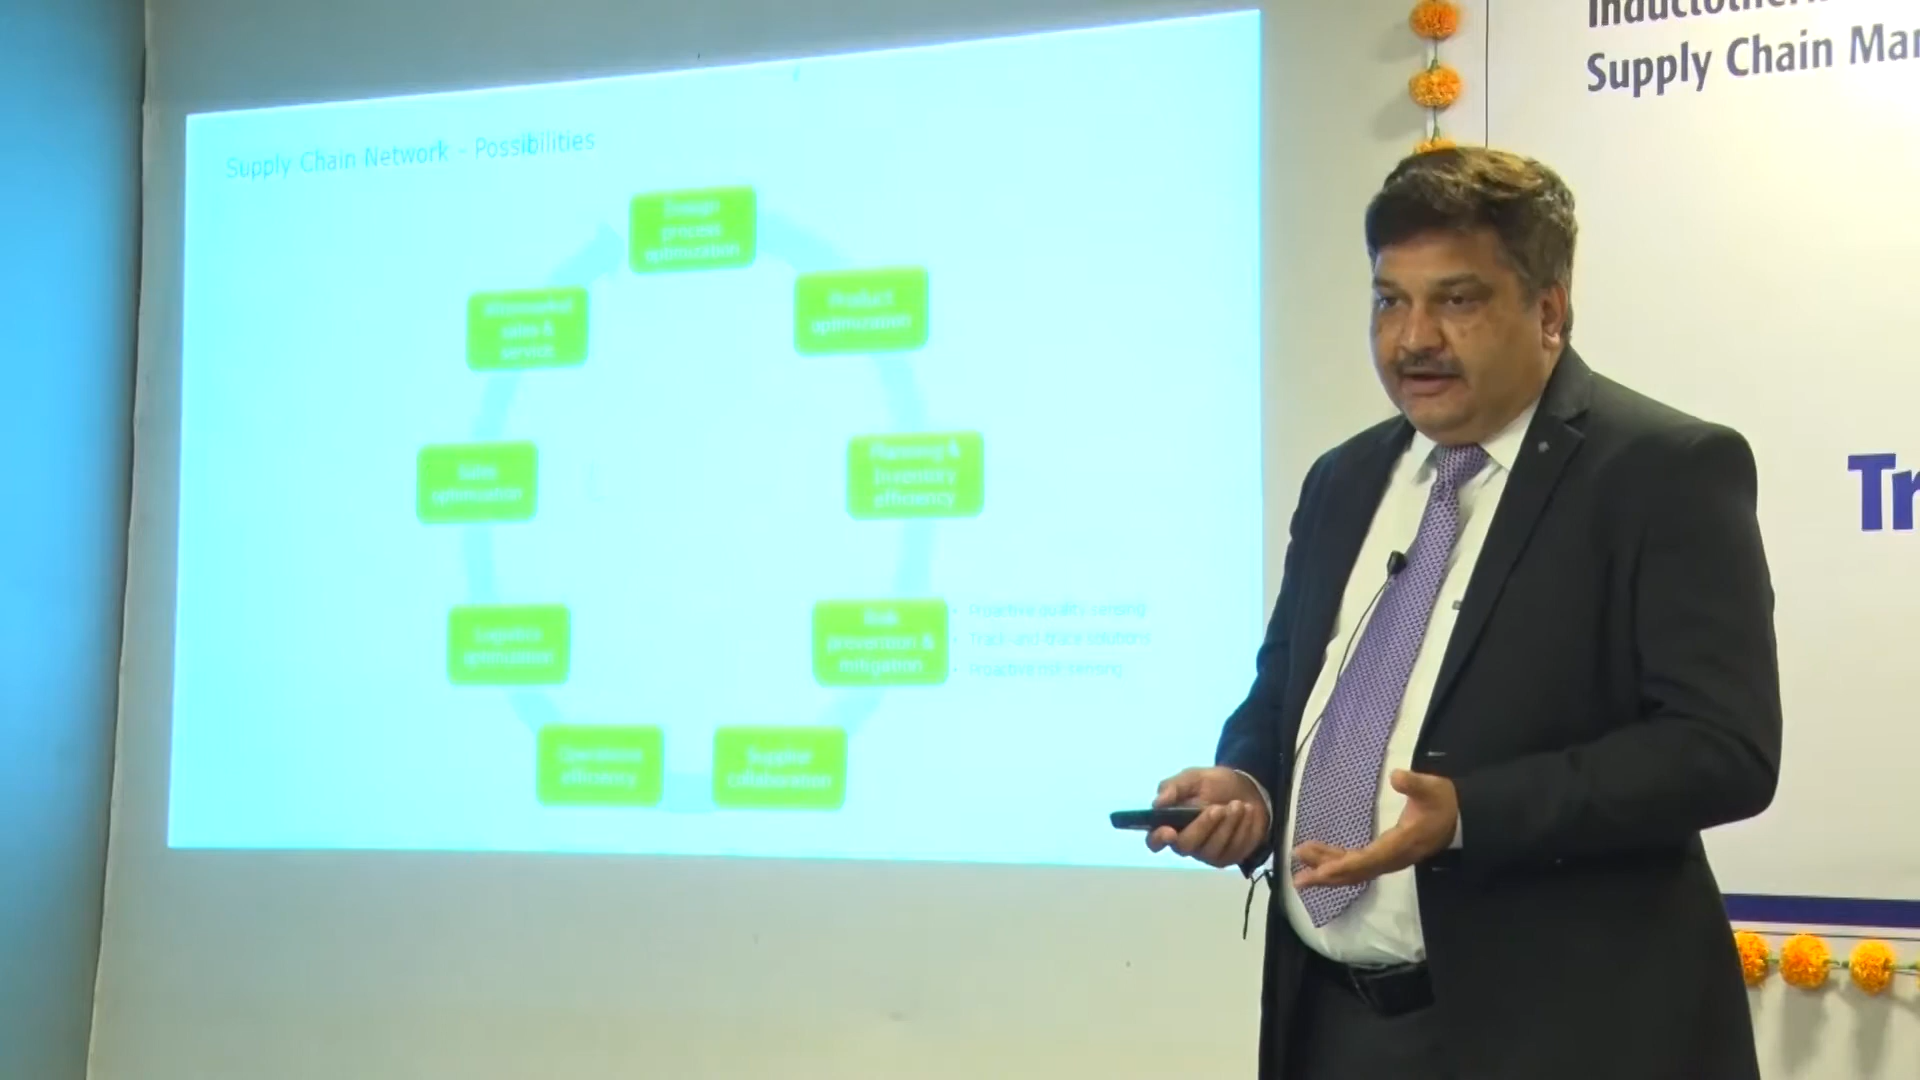 Supply Chain Network - Possibilities
Design
process
optimization
Product
optimization
Planning &
Inventory
efficiency
Risk
prevention &
mitigation
• Proactive quality sensing
• Track-and-trace solutions
• Proactive risk sensing
Supplier
collaboration
Operations
efficiency
Logistics
optimization
Sales
optimization
Aftermarket
sales &
service
Supply Chain
Tr